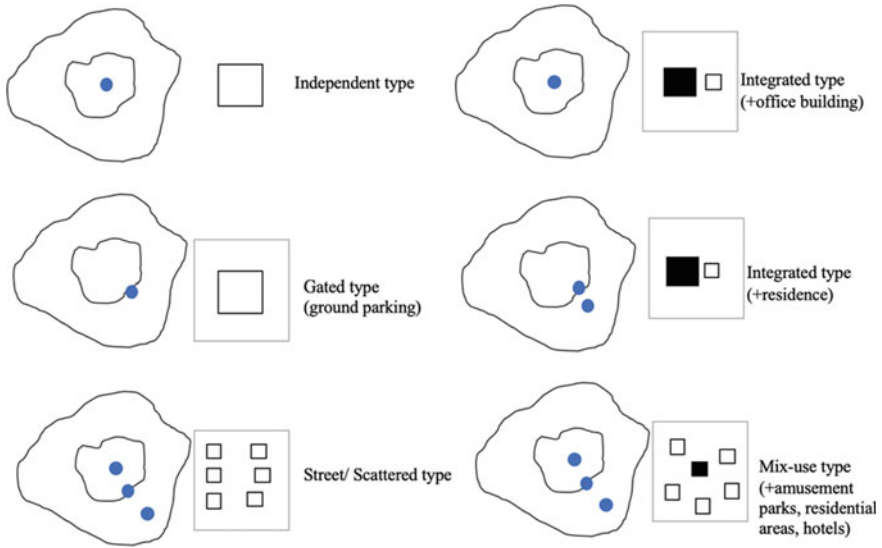 Independent type
Integrated type
(+office building)
Gated type
(ground parking)
Integrated type
(+residence)
Street/ Scattered type
Mix-use type
(+amusement
parks, residential
areas, hotels)